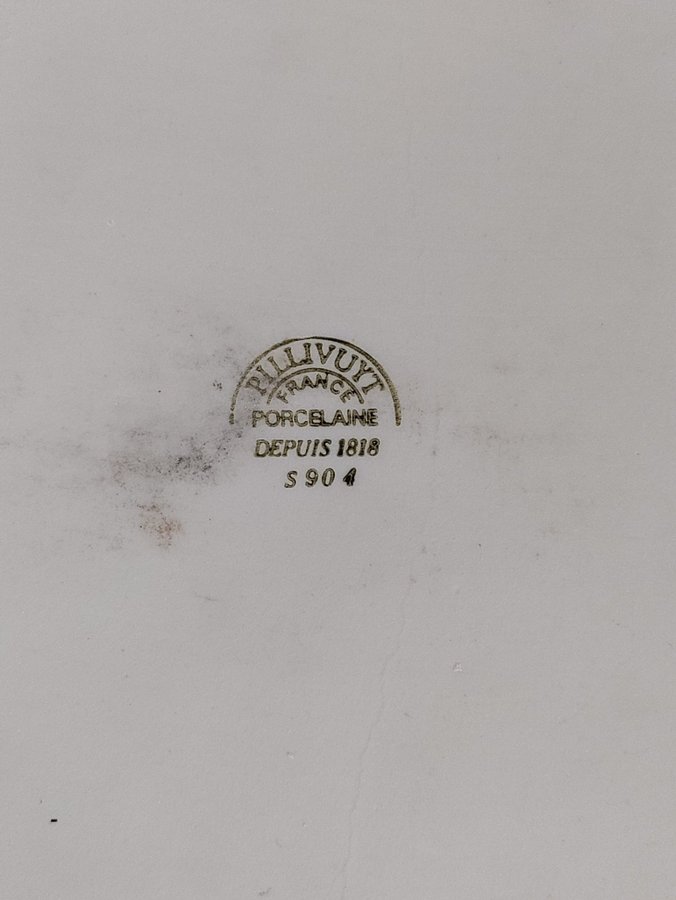 PILLIVUYT
FRANCE
PORCELAINE
DEPUIS 1818
S 90 4